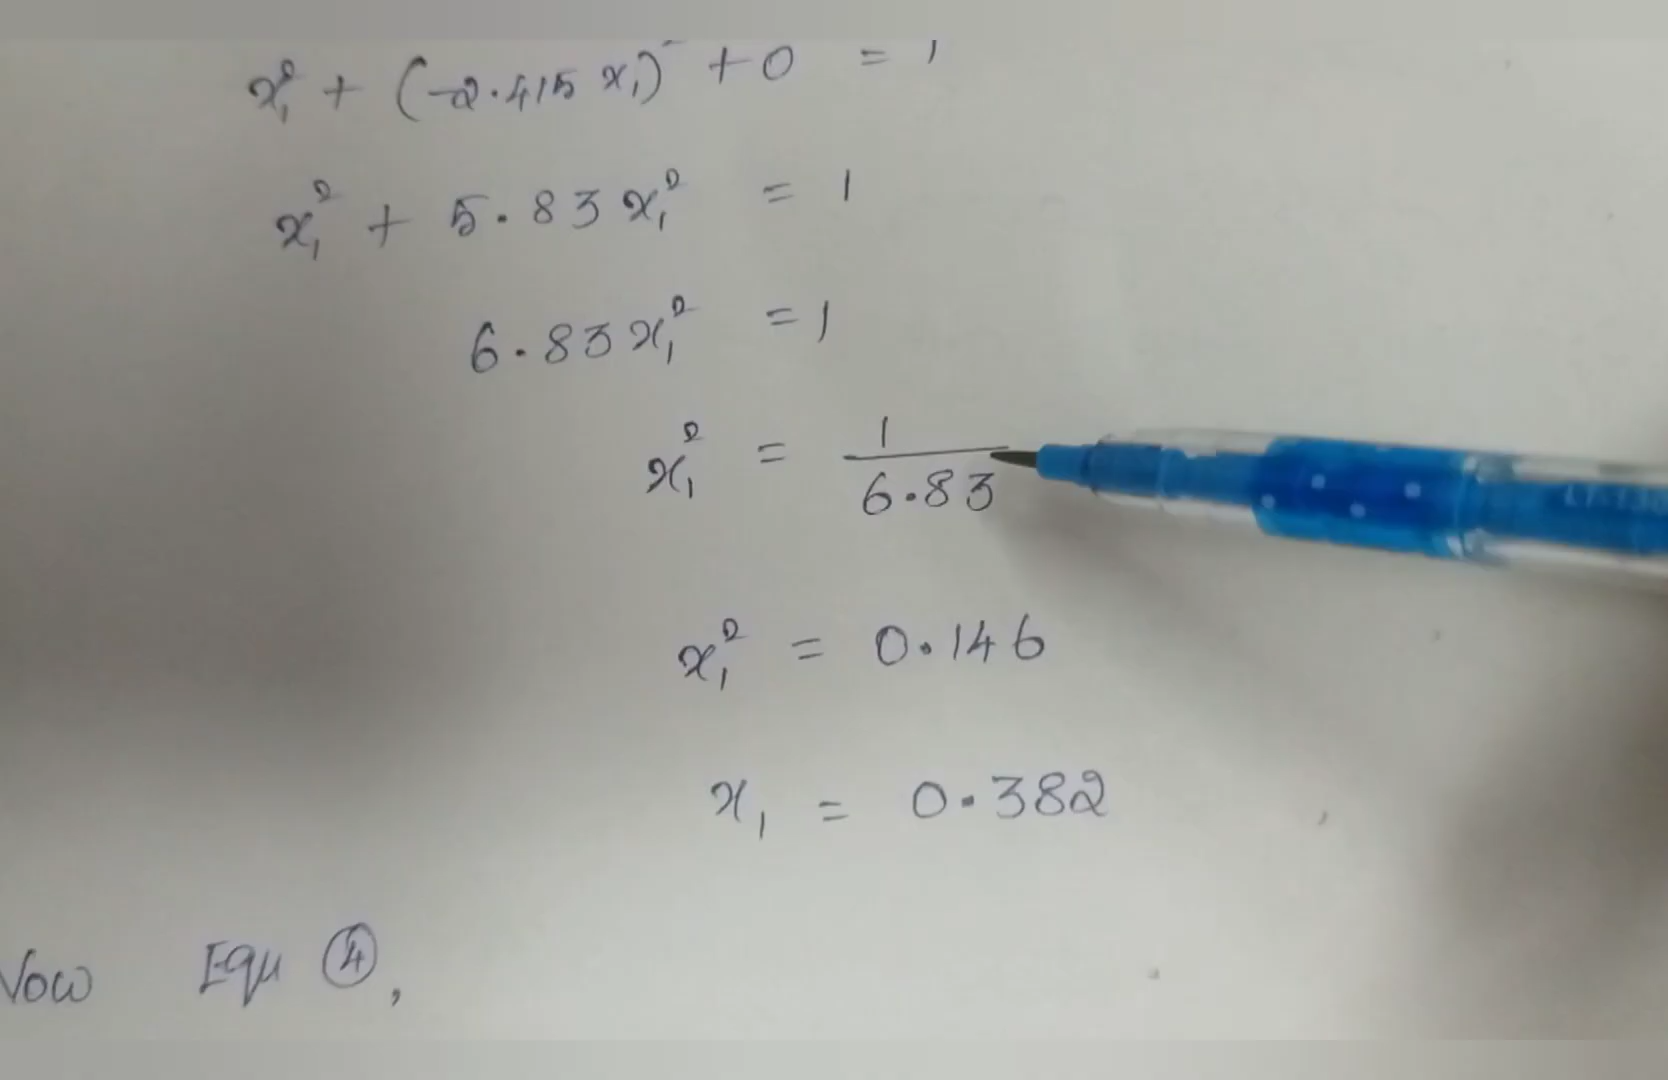 x₁² + (-2.415 x₁)² + 0 = 1
x₁² + 5.83 x₁² = 1
6.83 x₁² = 1
x₁² = 1/6.83
x₁² = 0.146
x₁ = 0.382
Now Equ ④,